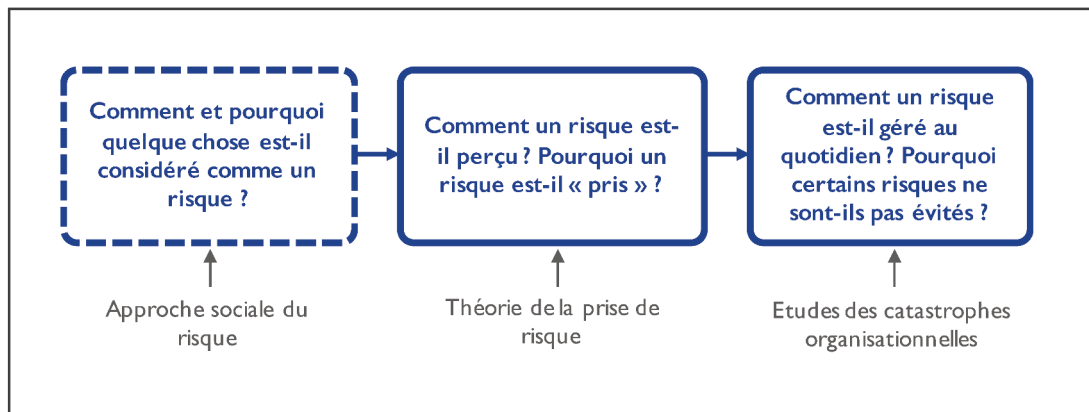 Comment et pourquoi
quelque chose est-il
considéré comme un
risque ?
Comment un risque est-
il perçu ? Pourquoi un
risque est-il « pris » ?
Comment un risque
est-il géré au
quotidien ? Pourquoi
certains risques ne
sont-ils pas évités ?
Approche sociale du
risque
Théorie de la prise de
risque
Etudes des catastrophes
organisationnelles